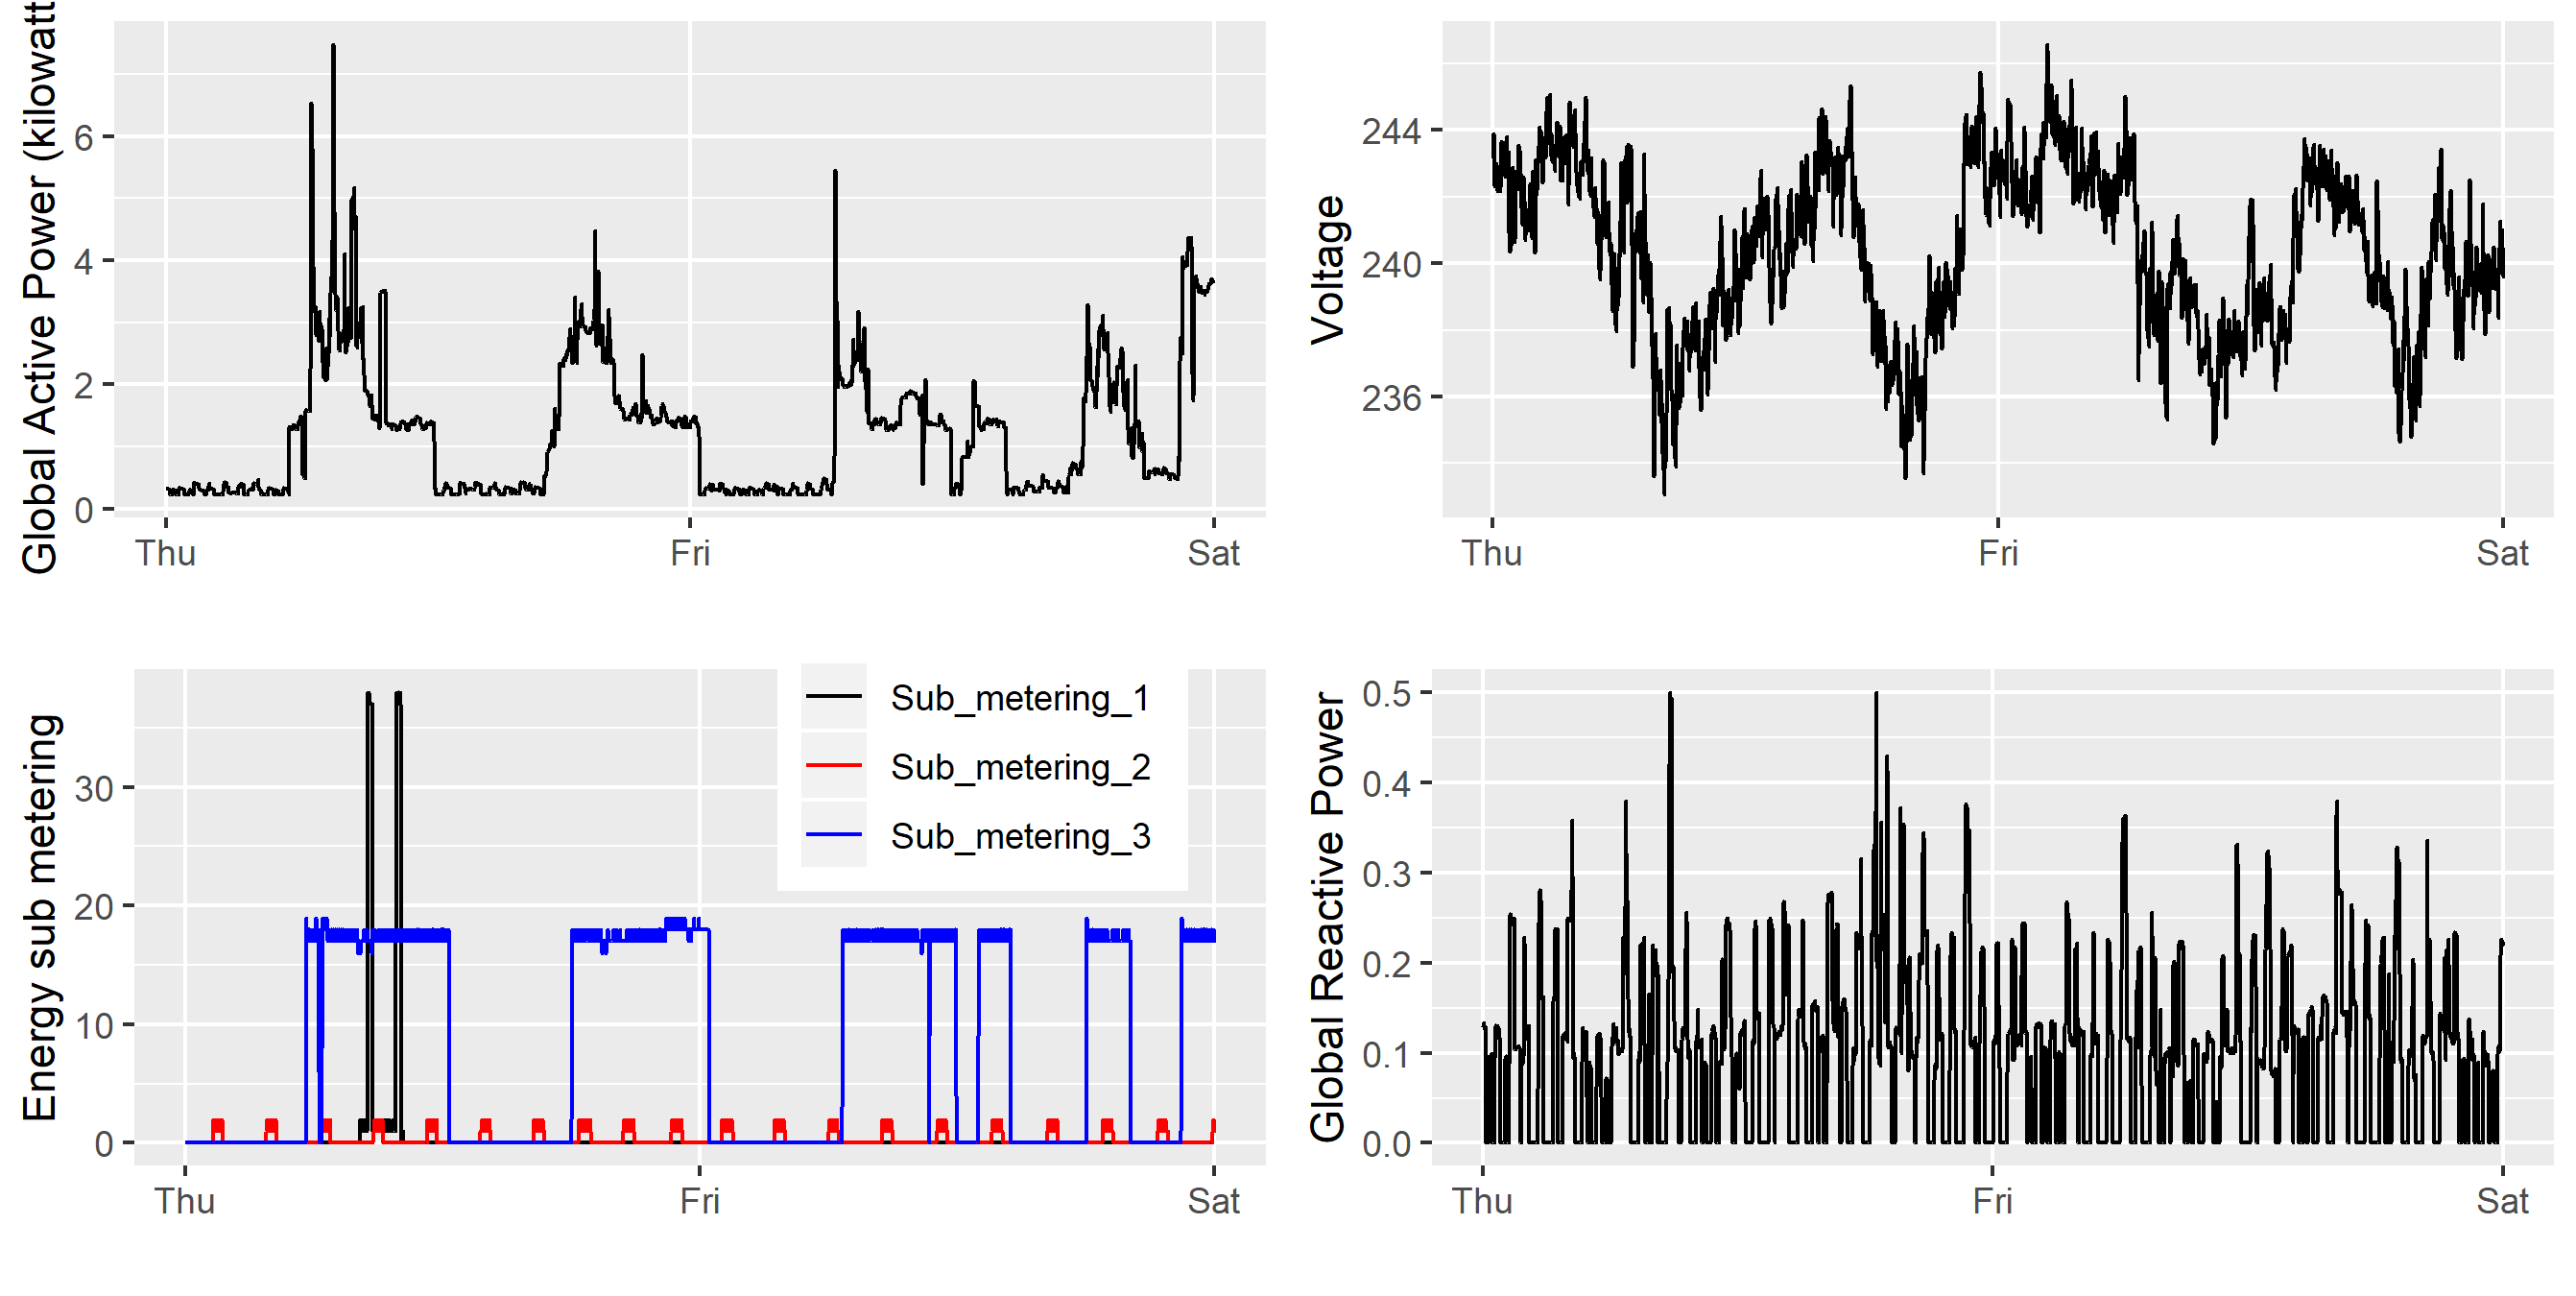 Global Active Power (kilowatt
6
4
2
0
Thu Fri Sat
Voltage
244
240
236
Thu Fri Sat
Energy sub metering
30
20
10
0
Thu Fri Sat
Sub_metering_1
Sub_metering_2
Sub_metering_3
Global Reactive Power
0.5
0.4
0.3
0.2
0.1
0.0
Thu Fri Sat